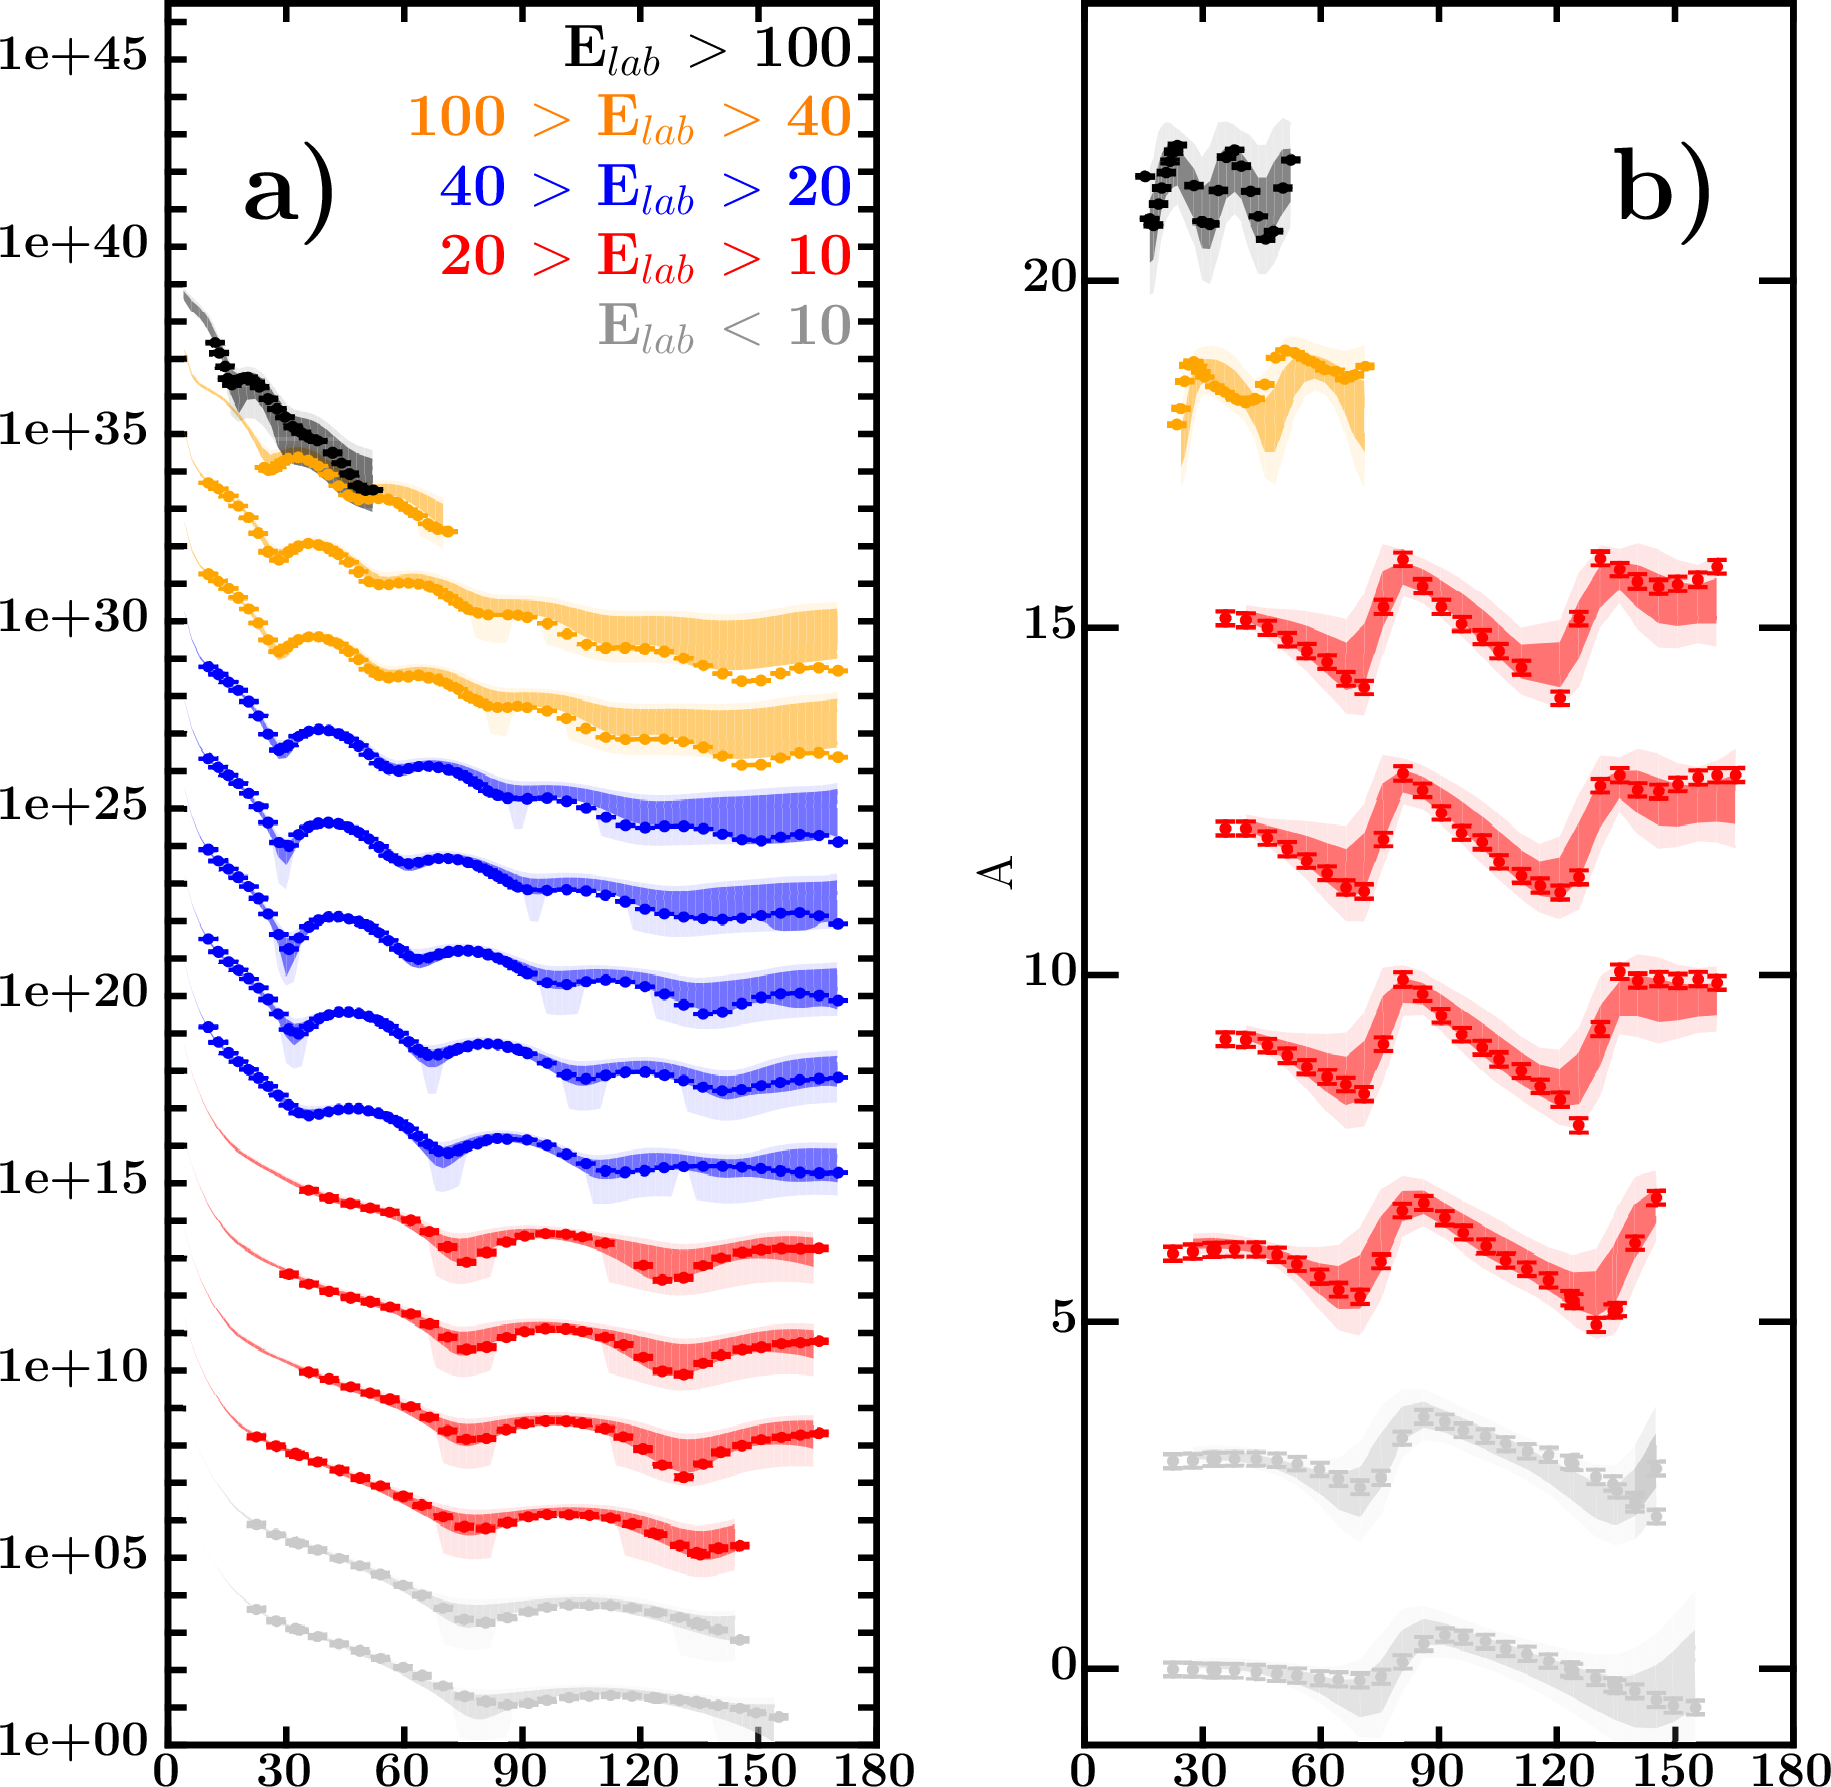 a)
E_lab > 100
100 > E_lab > 40
40 > E_lab > 20
20 > E_lab > 10
E_lab < 10
1e+45
1e+40
1e+35
1e+30
1e+25
1e+20
1e+15
1e+10
1e+05
1e+00
0 30 60 90 120 150 180
b)
A
20
15
10
5
0
0 30 60 90 120 150 180